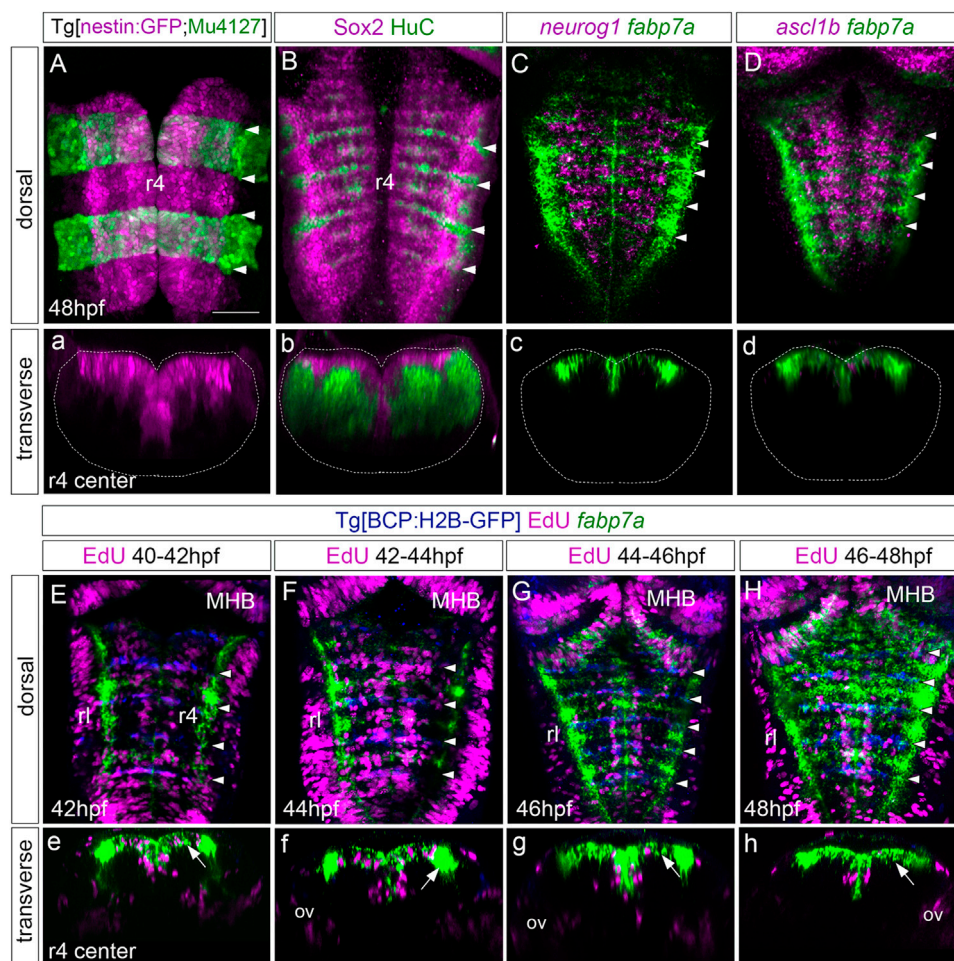 Tg[nestin:GFP;Mu4127]
Sox2 HuC
neurog1 fabp7a
ascl1b fabp7a
dorsal
A
B
C
D
r4
r4
48hpf
transverse
a
b
c
d
r4 center
Tg[BCP:H2B-GFP] EdU fabp7a
EdU 40-42hpf
EdU 42-44hpf
EdU 44-46hpf
EdU 46-48hpf
dorsal
E
MHB
F
MHB
G
MHB
H
MHB
rl
r4
rl
rl
42hpf
44hpf
46hpf
48hpf
transverse
e
f
g
h
ov
ov
ov
r4 center